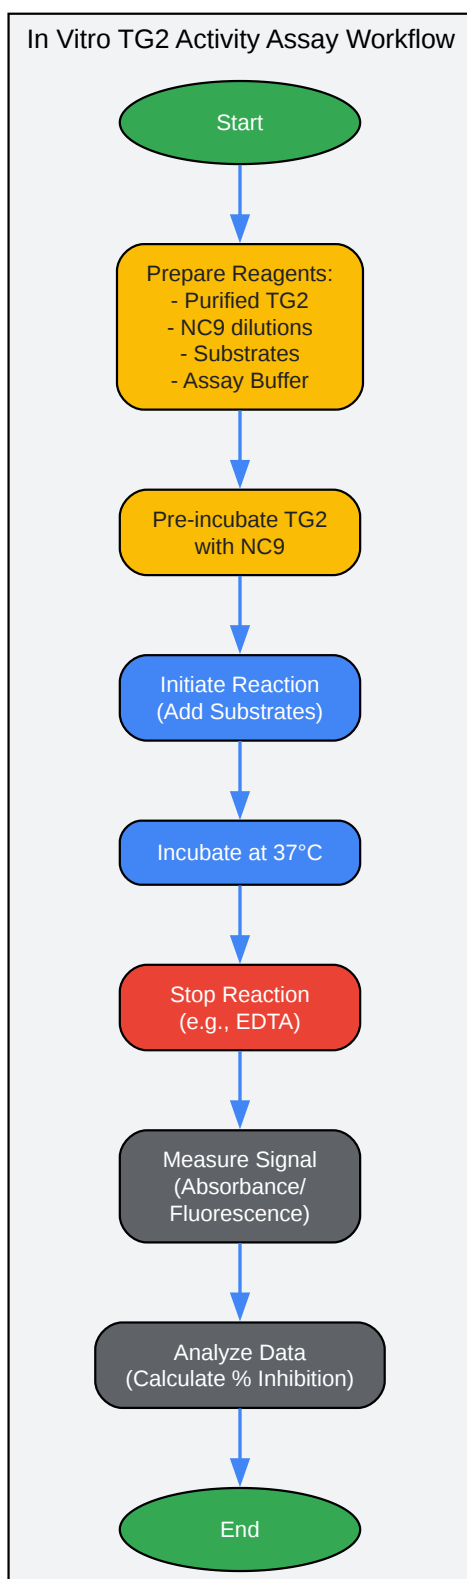 In Vitro TG2 Activity Assay Workflow
Start
Prepare Reagents:
- Purified TG2
- NC9 dilutions
- Substrates
- Assay Buffer
Pre-incubate TG2
with NC9
Initiate Reaction
(Add Substrates)
Incubate at 37°C
Stop Reaction
(e.g., EDTA)
Measure Signal
(Absorbance/
Fluorescence)
Analyze Data
(Calculate % Inhibition)
End